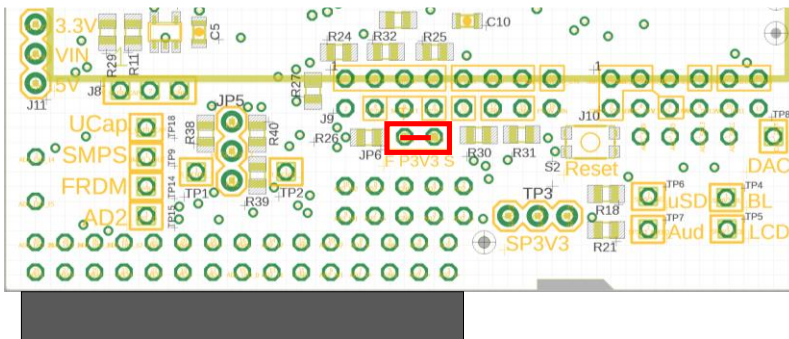 3.3V
VIN
5V
J11
R29
R11
C5
J8
R24
R32
R25
C10
R27
1
1
J9
J10
TP8
UCap
TP18
SMPS
TP9
FRDM
TP14
AD2
TP15
JP5
R38
R40
TP1
TP2
R39
R26
JP6
F P3V3 S
R30
R31
S2
Reset
DAC
TP3
SP3V3
R18
R21
TP6
uSD
TP4
BL
TP7
Aud
TP5
LCD